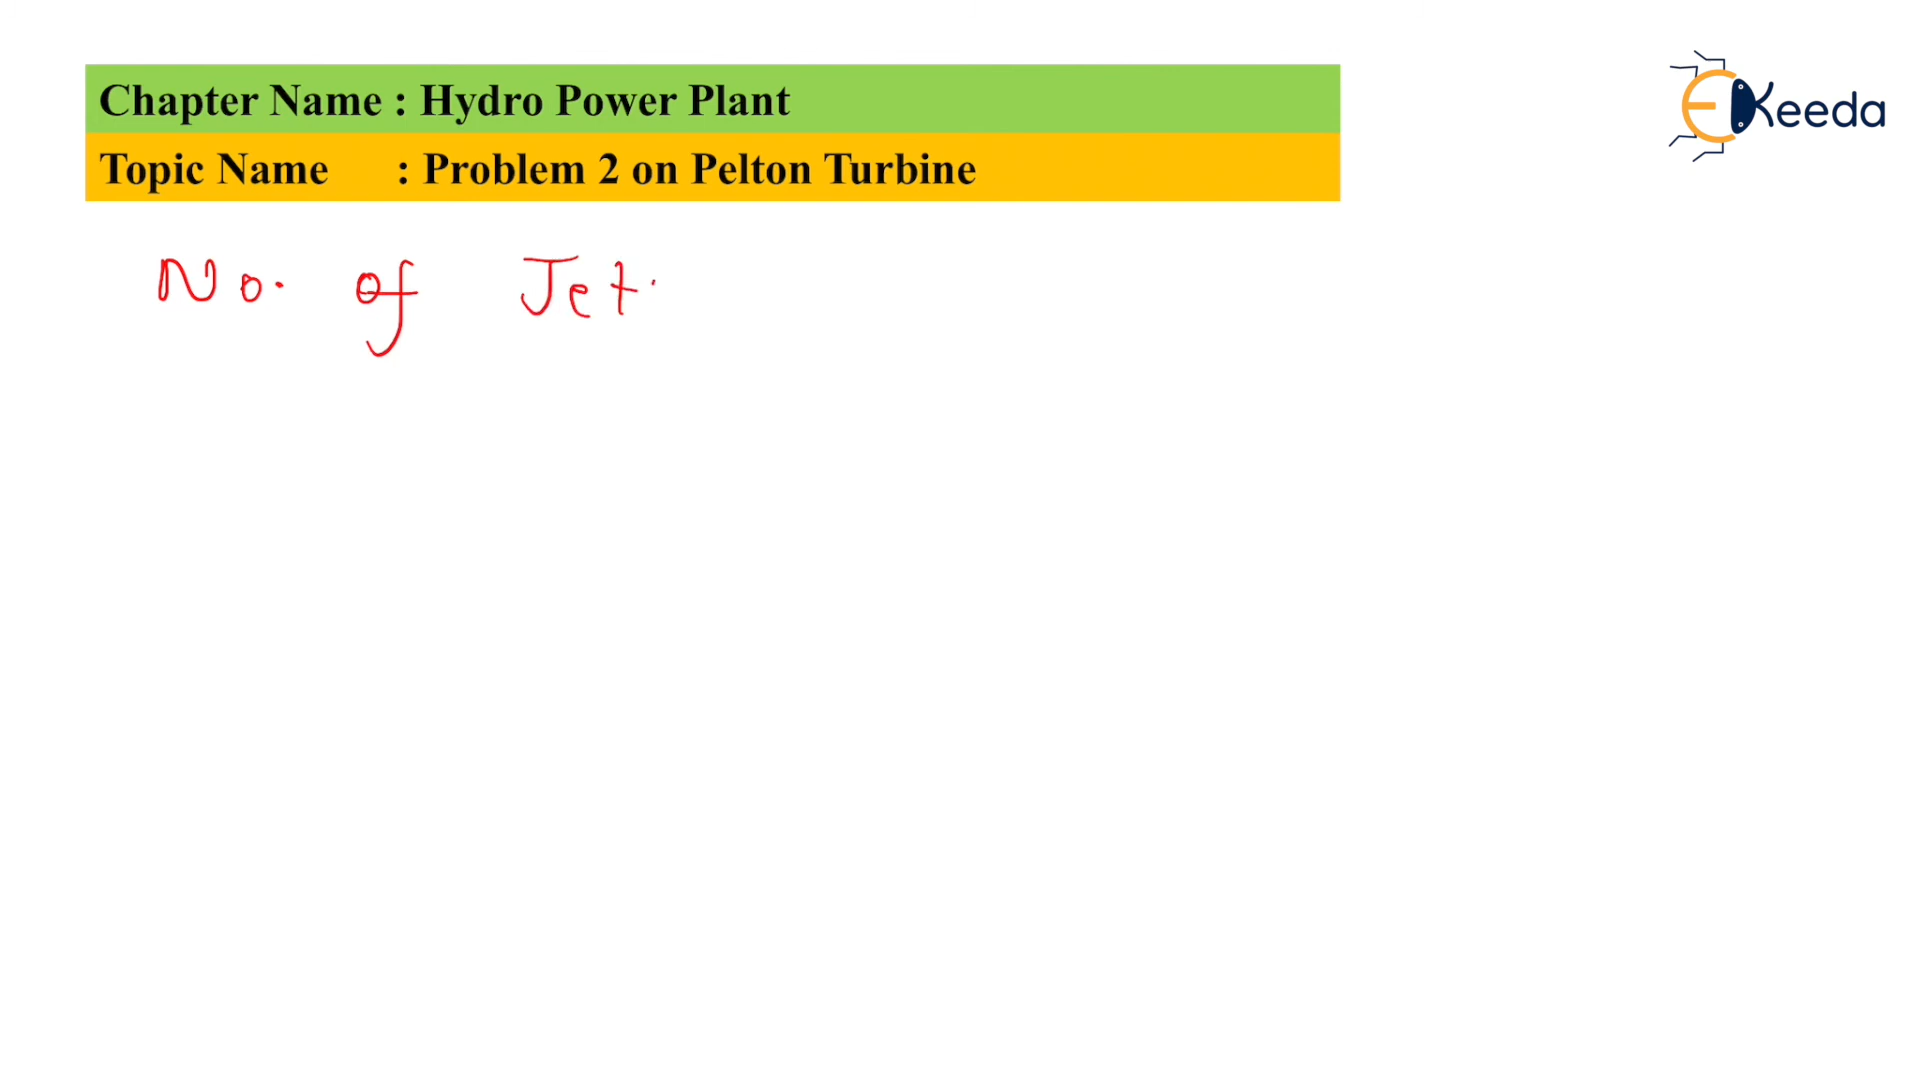 Chapter Name : Hydro Power Plant
Topic Name : Problem 2 on Pelton Turbine
EKeeda
No. of Jet